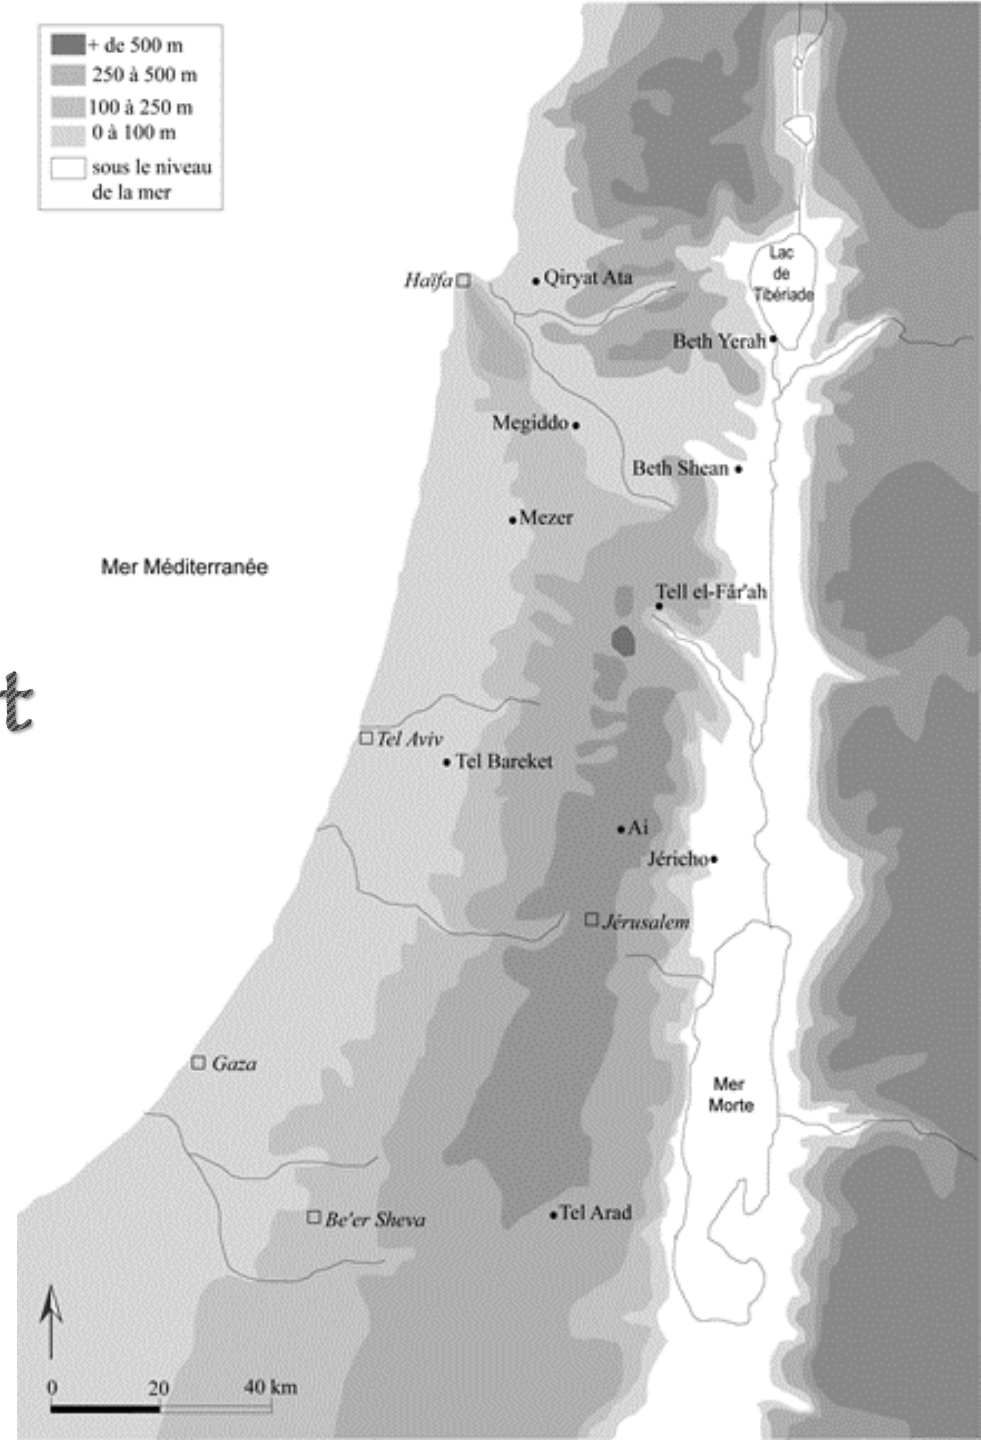 + de 500 m
250 à 500 m
100 à 250 m
0 à 100 m
sous le niveau
de la mer
Lac
de
Tibériade
Haïfa
Qiryat Ata
Beth Yerah
Megiddo
Beth Shean
Mezer
Mer Méditerranée
Tell el-Fâr'ah
t
Tel Aviv
Tel Bareket
Aï
Jéricho
Jérusalem
Gaza
Mer
Morte
Tel Arad
Be'er Sheva
0 20 40 km